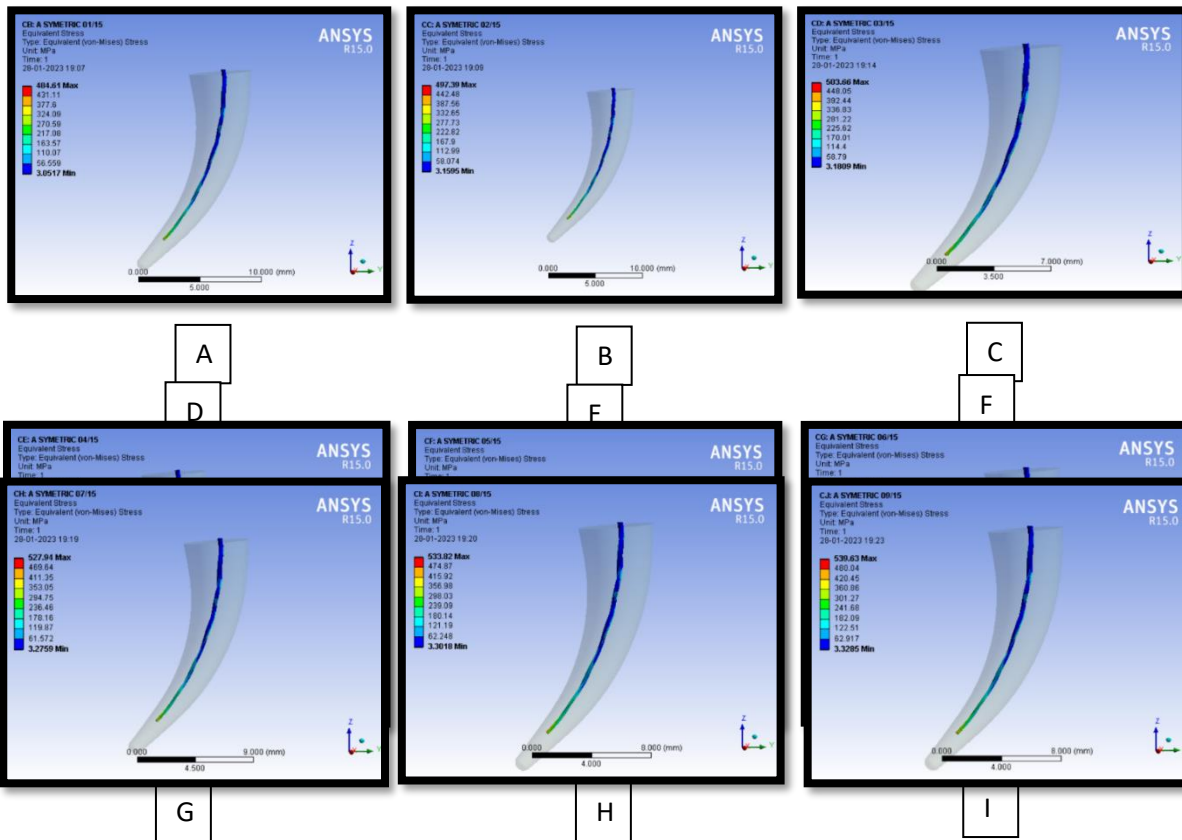 CB: A SYMETRIC 01/15
Equivalent Stress
Type: Equivalent (von-Mises) Stress
Unit: MPa
Time: 1
28-01-2023 19:07
ANSYS
R15.0
484.61 Max
431.11
377.6
324.09
270.59
217.08
163.57
110.07
56.559
3.0517 Min
0.000
10.000 (mm)
5.000
Z
Y
CC: A SYMETRIC 02/15
Equivalent Stress
Type: Equivalent (von-Mises) Stress
Unit: MPa
Time: 1
28-01-2023 19:09
ANSYS
R15.0
497.39 Max
442.48
387.56
332.65
277.73
222.82
167.9
112.99
58.074
3.1595 Min
0.000
10.000 (mm)
5.000
Z
Y
CD: A SYMETRIC 03/15
Equivalent Stress
Type: Equivalent (von-Mises) Stress
Unit: MPa
Time: 1
28-01-2023 19:14
ANSYS
R15.0
503.66 Max
448.05
392.44
336.83
281.22
225.62
170.01
114.4
58.79
3.1809 Min
0.000
7.000 (mm)
3.500
Z
Y
A
B
C
D
F
CE: A SYMETRIC 04/15
Equivalent Stress
Type: Equivalent (von-Mises) Stress
Unit: MPa
Time: 1
ANSYS
R15.0
CF: A SYMETRIC 05/15
Equivalent Stress
Type: Equivalent (von-Mises) Stress
Unit: MPa
Time: 1
ANSYS
R15.0
CG: A SYMETRIC 06/15
Equivalent Stress
Type: Equivalent (von-Mises) Stress
Unit: MPa
Time: 1
ANSYS
R15.0
CH: A SYMETRIC 07/15
Equivalent Stress
Type: Equivalent (von-Mises) Stress
Unit: MPa
Time: 1
28-01-2023 19:19
ANSYS
R15.0
527.94 Max
469.64
411.35
353.05
294.75
236.46
178.16
119.87
61.572
3.2759 Min
0.000
9.000 (mm)
4.500
Z
Y
CI: A SYMETRIC 08/15
Equivalent Stress
Type: Equivalent (von-Mises) Stress
Unit: MPa
Time: 1
28-01-2023 19:20
ANSYS
R15.0
533.82 Max
474.87
415.92
356.98
298.03
239.09
180.14
121.19
62.248
3.3018 Min
0.000
8.000 (mm)
4.000
Z
Y
CJ: A SYMETRIC 09/15
Equivalent Stress
Type: Equivalent (von-Mises) Stress
Unit: MPa
Time: 1
28-01-2023 19:23
ANSYS
R15.0
539.63 Max
480.04
420.45
360.86
301.27
241.68
182.09
122.51
62.917
3.3285 Min
0.000
8.000 (mm)
4.000
Z
Y
G
H
I